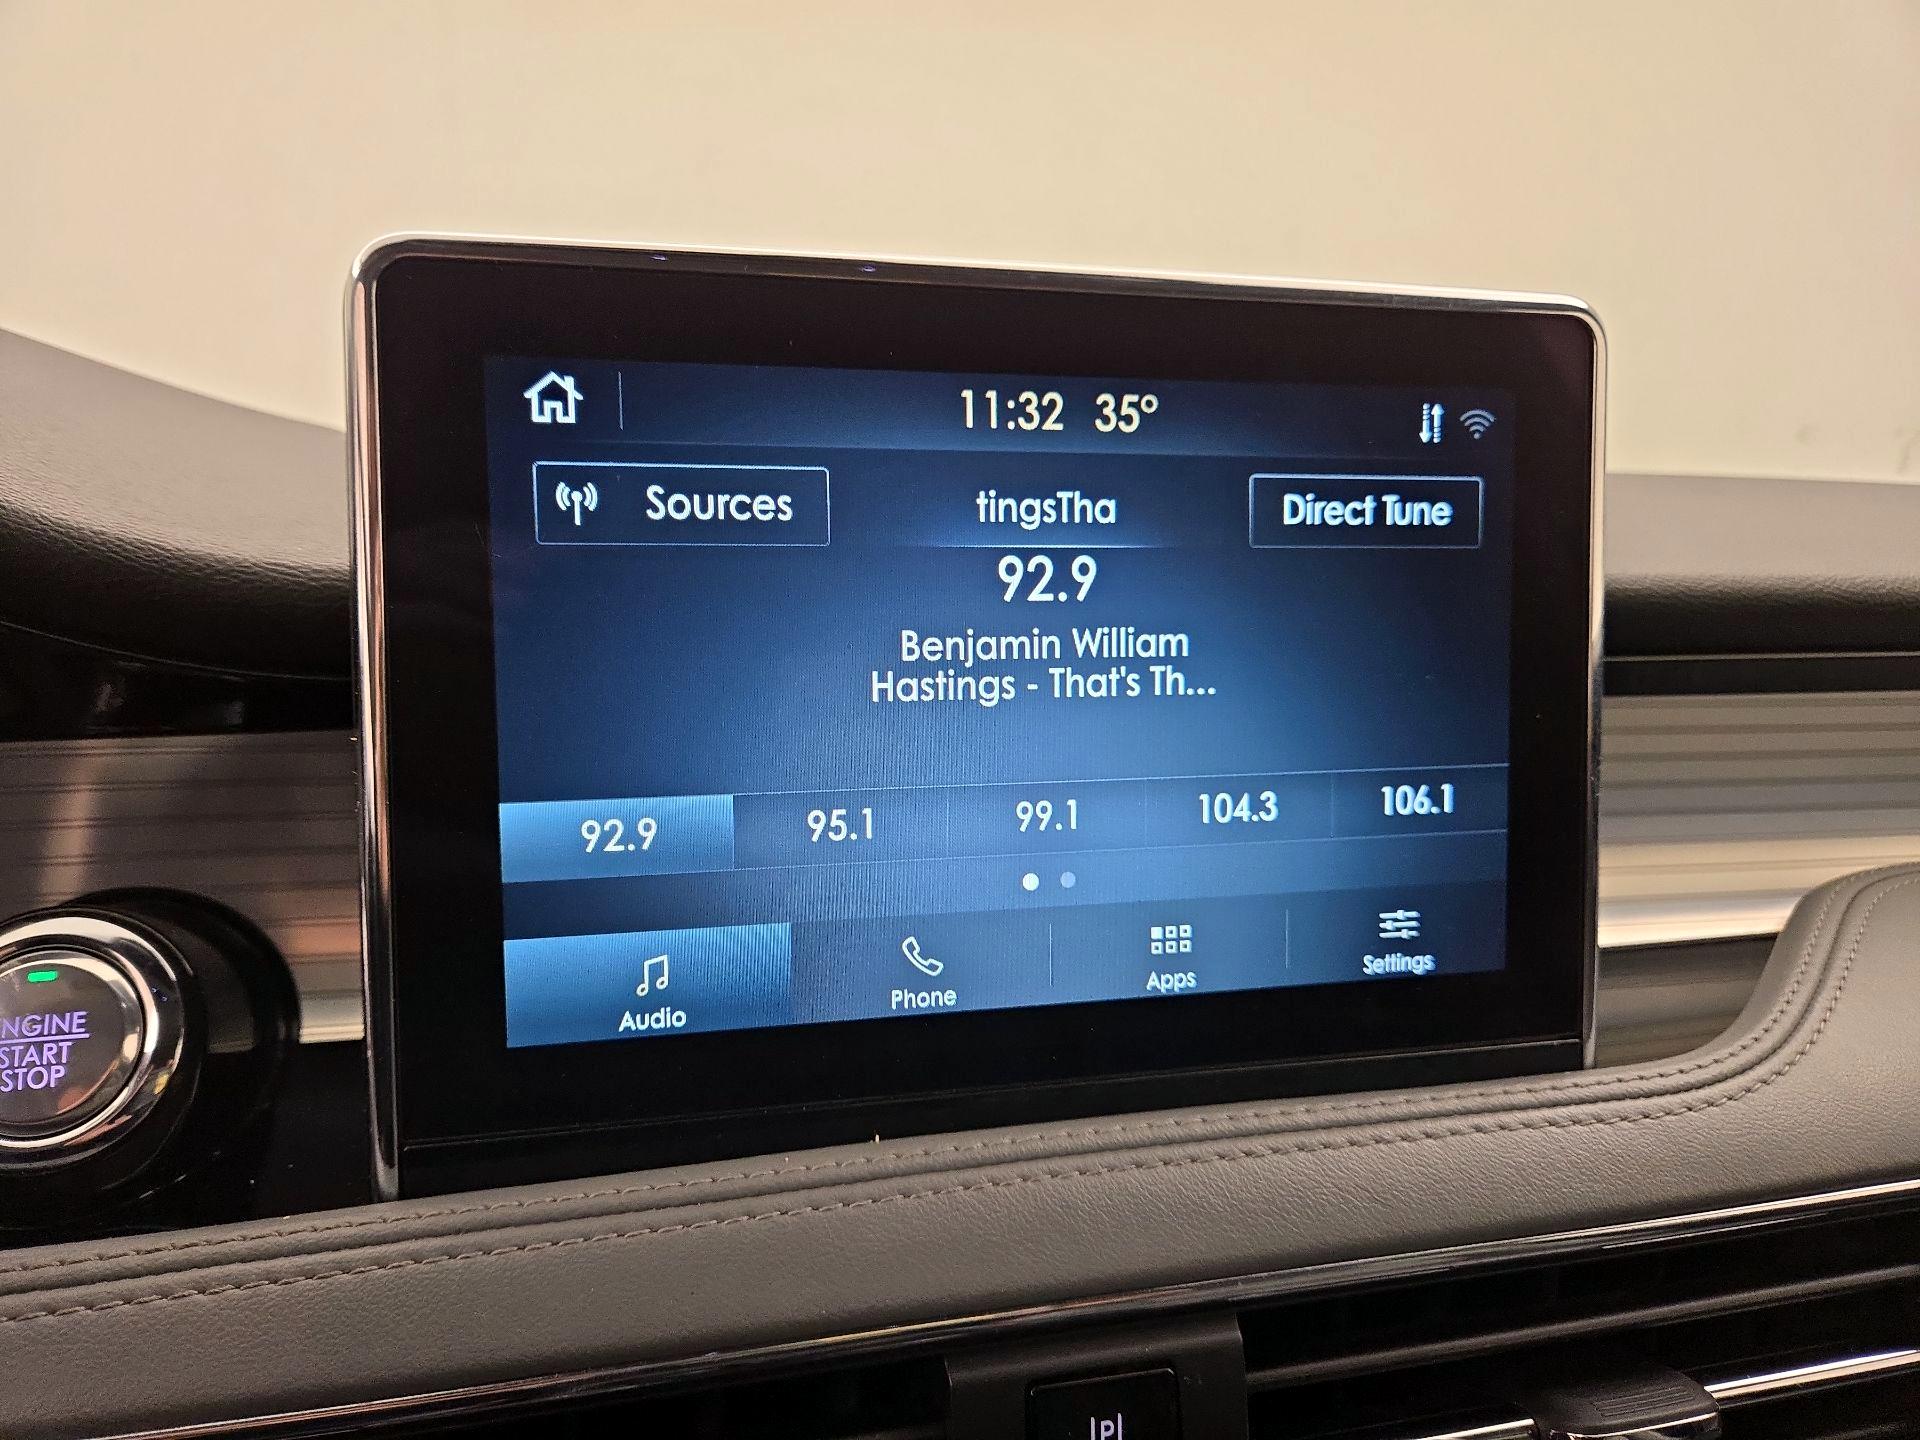 11:32 35°
Sources
tingsTha
Direct Tune
92.9
Benjamin William
Hastings - That's Th...
92.9
95.1
99.1
104.3
106.1
Audio
Phone
Apps
Settings
ENGINE
START
STOP
P